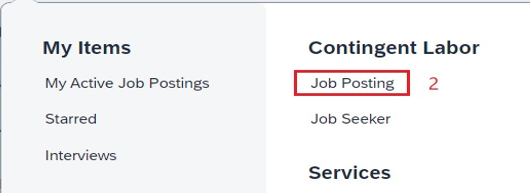 My Items
My Active Job Postings
Starred
Interviews
Contingent Labor
Job Posting 2
Job Seeker
Services